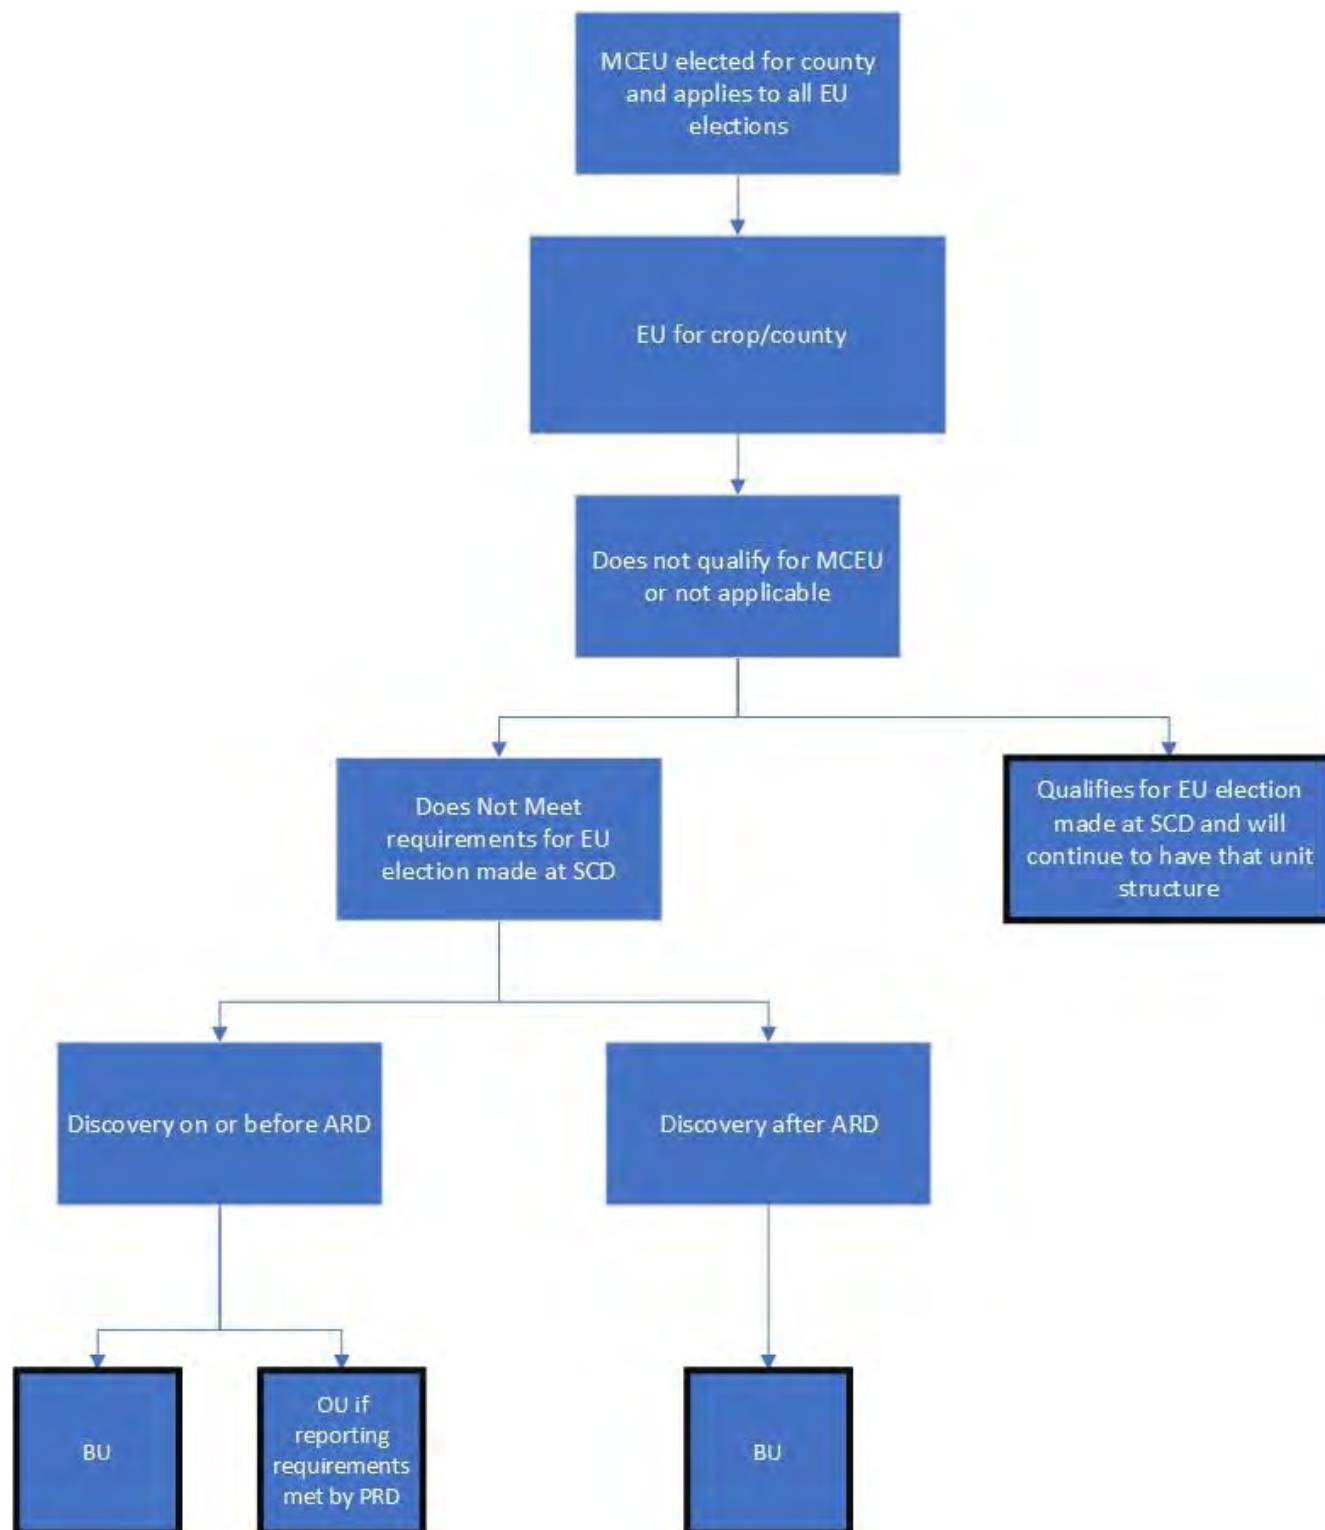 MCEU elected for county
and applies to all EU
elections
EU for crop/county
Does not qualify for MCEU
or not applicable
Does Not Meet
requirements for EU
election made at SCD
Qualifies for EU election
made at SCD and will
continue to have that unit
structure
Discovery on or before ARD
Discovery after ARD
BU
OU if
reporting
requirements
met by PRD
BU